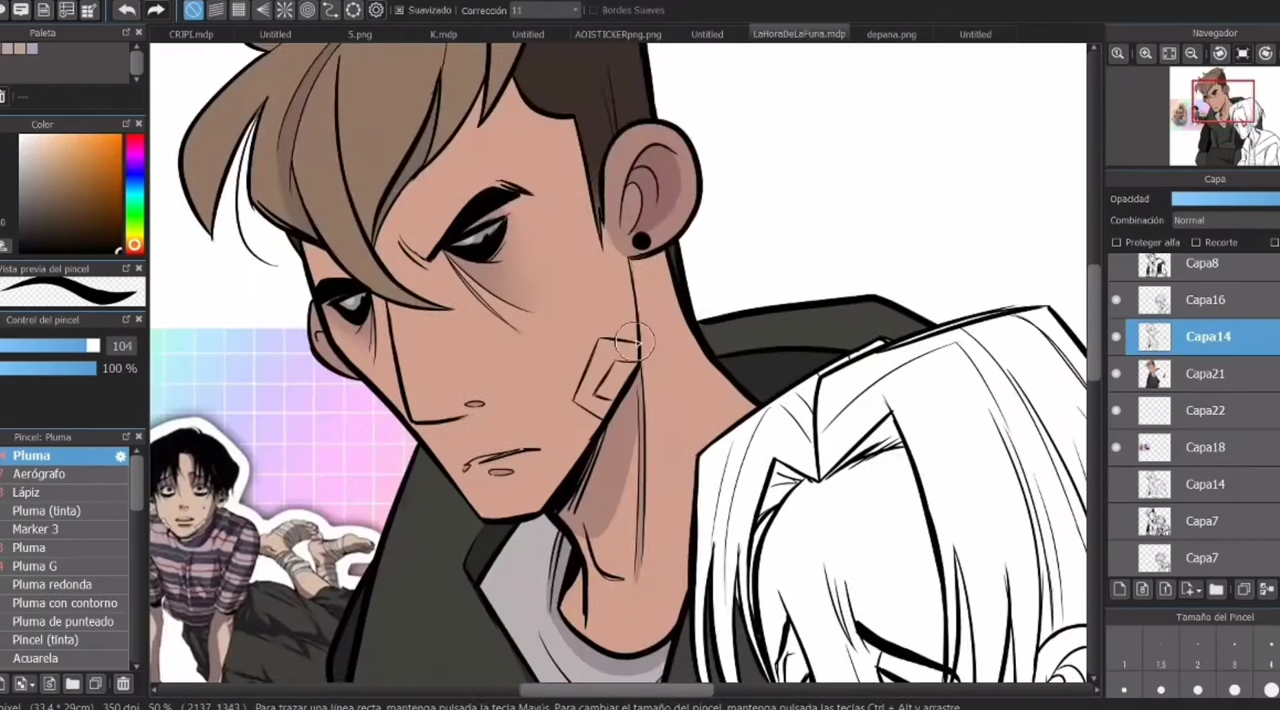 Suavizado Corrección 11 Bordes Suaves
Paleta CRIPI.mdp Untitled 5.png K.mdp Untitled AOISTICKERpng.png Untitled LaHoraDeLaFuna.mdp depana.png Untitled Navegador
---
Color
Vista previa del pincel
Control del pincel
104
100 %
Pincel: Pluma
Pluma
Aerógrafo
Lápiz
Pluma (tinta)
Marker 3
Pluma
Pluma G
Pluma redonda
Pluma con contorno
Pluma de punteado
Pincel (tinta)
Acuarela
Capa
Opacidad
Combinación Normal
Proteger alfa Recorte
Capa8
Capa16
Capa14
Capa21
Capa22
Capa18
Capa14
Capa7
Capa7
Tamaño del Pincel
1 1.5 2 3 4
50 % ( 2137, 1343 ) Para trazar una línea recta, mantenga pulsada la tecla Mayús. Para cambiar el tamaño del pincel, mantenga pulsadas las teclas Ctrl + Alt y arrastre.